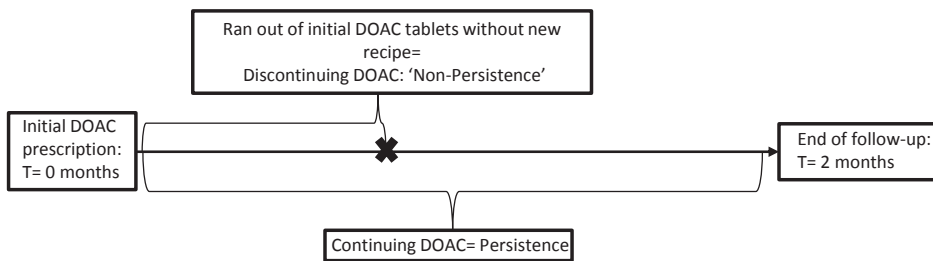 Ran out of initial DOAC tablets without new
recipe=
Discontinuing DOAC: ‘Non-Persistence’
Initial DOAC
prescription:
T= 0 months
End of follow-up:
T= 2 months
Continuing DOAC= Persistence